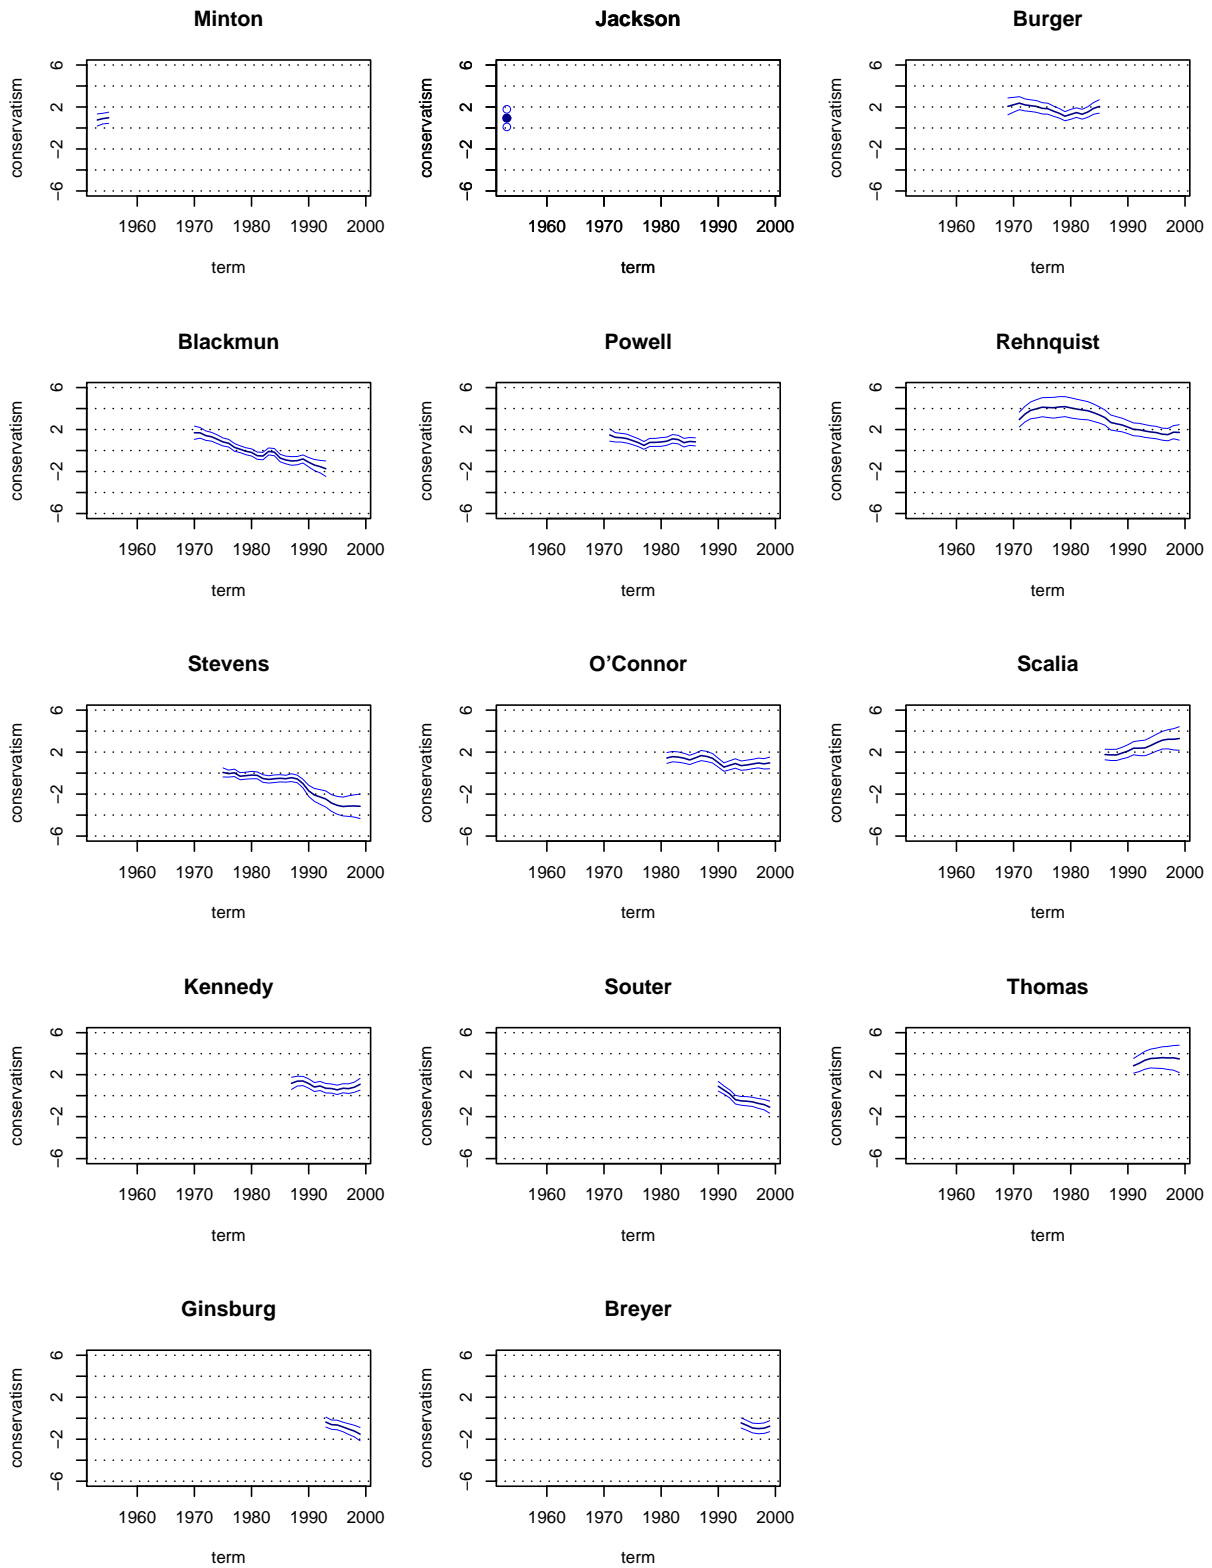 Minton Jackson Burger
conservatism conservatism conservatism
6 6 6
2 2 2
-2 -2 -2
-6 -6 -6
1960 1970 1980 1990 2000 1960 1970 1980 1990 2000 1960 1970 1980 1990 2000
term term term
Blackmun Powell Rehnquist
conservatism conservatism conservatism
6 6 6
2 2 2
-2 -2 -2
-6 -6 -6
1960 1970 1980 1990 2000 1960 1970 1980 1990 2000 1960 1970 1980 1990 2000
term term term
Stevens O’Connor Scalia
conservatism conservatism conservatism
6 6 6
2 2 2
-2 -2 -2
-6 -6 -6
1960 1970 1980 1990 2000 1960 1970 1980 1990 2000 1960 1970 1980 1990 2000
term term term
Kennedy Souter Thomas
conservatism conservatism conservatism
6 6 6
2 2 2
-2 -2 -2
-6 -6 -6
1960 1970 1980 1990 2000 1960 1970 1980 1990 2000 1960 1970 1980 1990 2000
term term term
Ginsburg Breyer
conservatism conservatism
6 6
2 2
-2 -2
-6 -6
1960 1970 1980 1990 2000 1960 1970 1980 1990 2000
term term